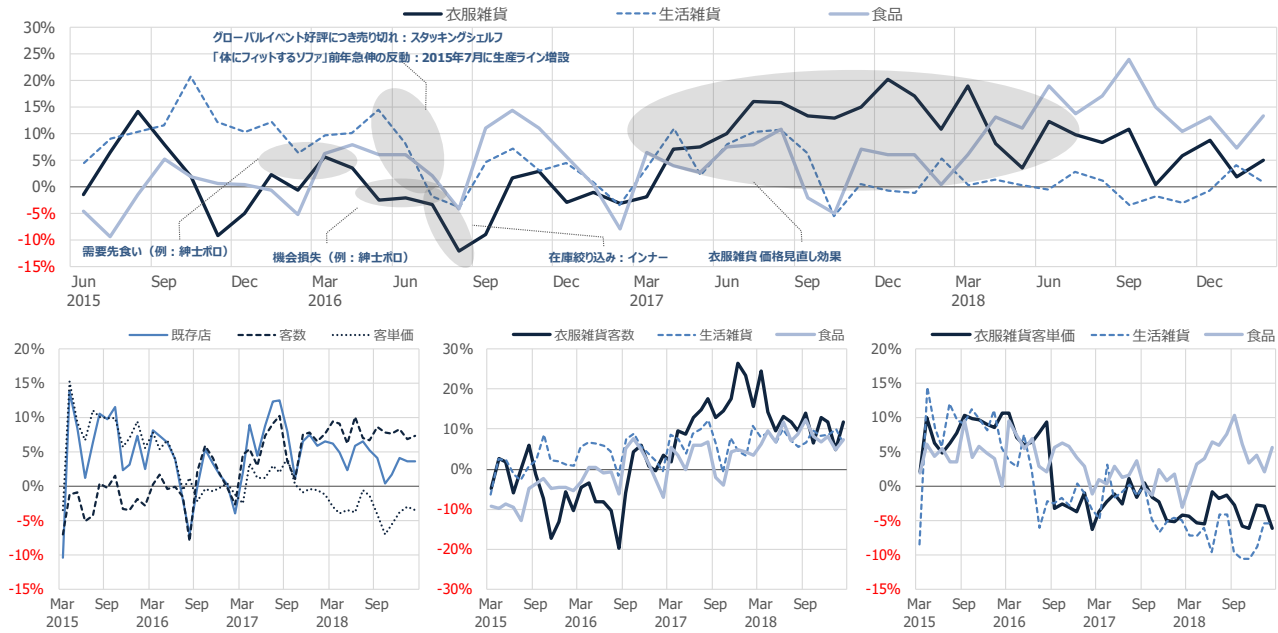 衣服雑貨 生活雑貨 食品
30%
25%
20%
15%
10%
5%
0%
-5%
-10%
-15%
グローバルイベント好評につき売り切れ：スタッキングシェルフ
「体にフィットするソファ」前年急伸の反動：2015年7月に生産ライン増設
需要先食い（例：紳士ポロ）
機会損失（例：紳士ポロ）
在庫絞り込み：インナー
衣服雑貨 価格見直し効果
Jun Sep Dec Mar Jun Sep Dec Mar Jun Sep Dec Mar Jun Sep Dec
2015 2016 2017 2018
既存店 客数 客単価
20%
15%
10%
5%
0%
-5%
-10%
-15%
Mar Sep Mar Sep Mar Sep Mar Sep
2015 2016 2017 2018
衣服雑貨客数 生活雑貨 食品
30%
20%
10%
0%
-10%
-20%
-30%
Mar Sep Mar Sep Mar Sep Mar Sep
2015 2016 2017 2018
衣服雑貨客単価 生活雑貨 食品
20%
15%
10%
5%
0%
-5%
-10%
-15%
Mar Sep Mar Sep Mar Sep Mar Sep
2015 2016 2017 2018